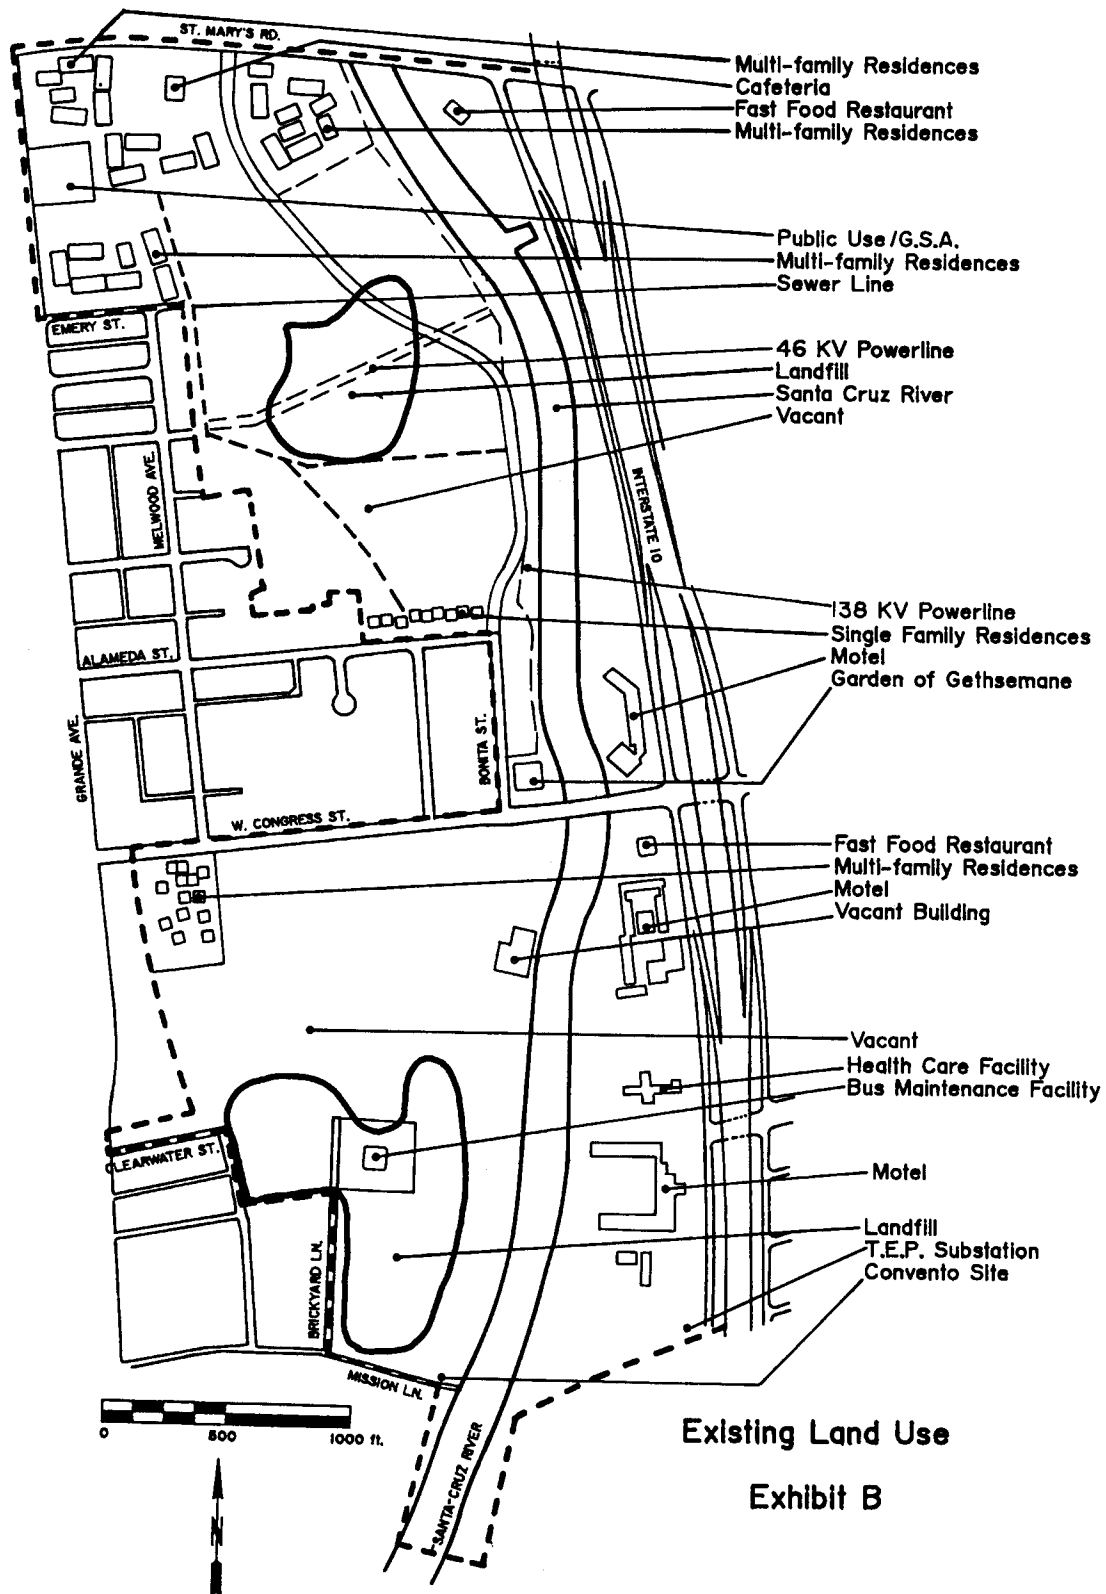 ST. MARY'S RD.
Multi-family Residences
Cafeteria
Fast Food Restaurant
Multi-family Residences
Public Use/G.S.A.
Multi-family Residences
Sewer Line
EMERY ST.
46 KV Powerline
Landfill
Santa Cruz River
Vacant
MELWOOD AVE.
INTERSTATE 10
138 KV Powerline
Single Family Residences
Motel
Garden of Gethsemane
ALAMEDA ST.
GRANDE AVE.
BONITA ST.
W. CONGRESS ST.
Fast Food Restaurant
Multi-family Residences
Motel
Vacant Building
Vacant
Health Care Facility
Bus Maintenance Facility
CLEARWATER ST.
Motel
Landfill
T.E.P. Substation
Convento Site
BRICKYARD LN.
MISSION LN.
0 500 1000 ft.
SANTA-CRUZ RIVER
Existing Land Use
Exhibit B
N